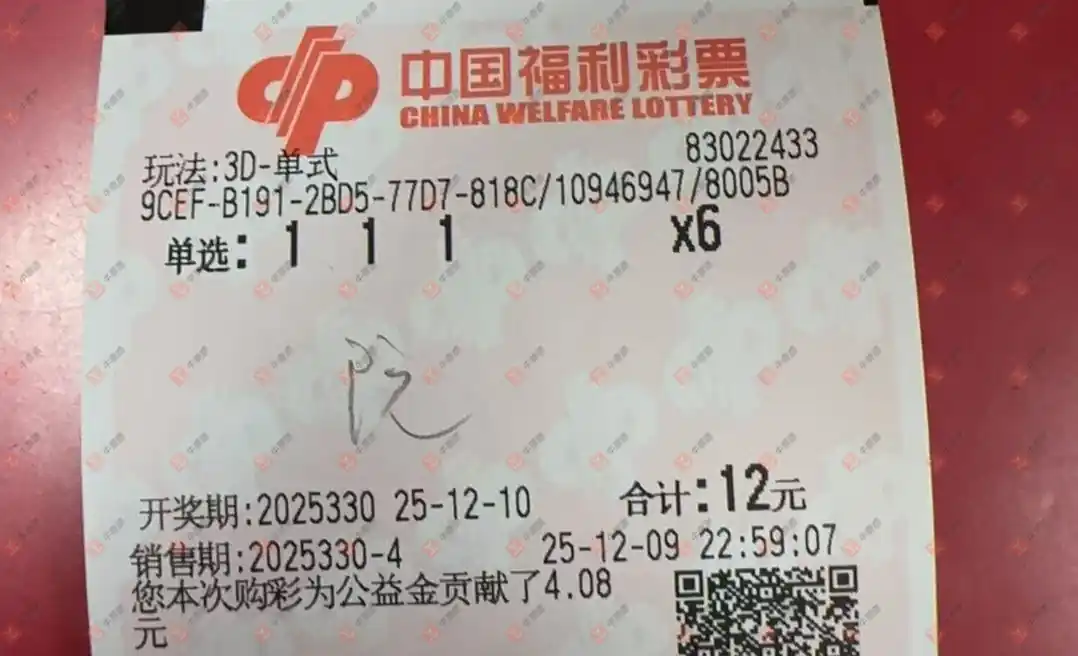 中国福利彩票
CHINA WELFARE LOTTERY
83022433
玩法:3D-单式
9CEF-B191-2BD5-77D7-818C/10946947/8005B
单选: 1 1 1 x6
开奖期:2025330 25-12-10 合计:12元
销售期:2025330-4 25-12-09 22:59:07
您本次购彩为公益金贡献了4.08
元